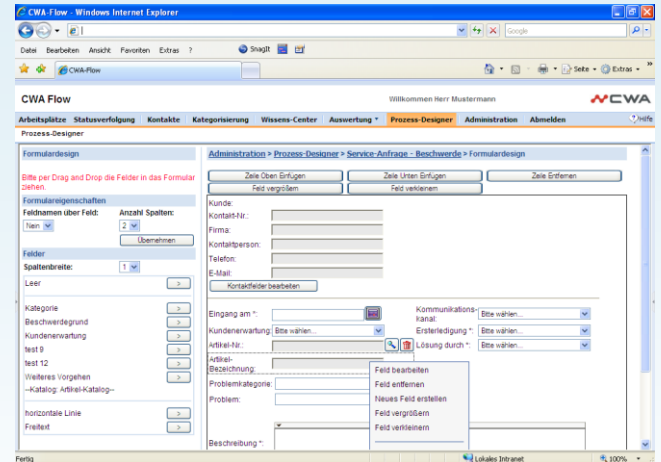 CWA-Flow - Windows Internet Explorer
Google
Datei Bearbeiten Ansicht Favoriten Extras ? SnagIt
CWA-Flow
Seite Extras
CWA Flow Willkommen Herr Mustermann CWA
Arbeitsplätze Statusverfolgung Kontakte Kategorisierung Wissens-Center Auswertung Prozess-Designer Administration Abmelden Hilfe
Prozess-Designer
Formulardesign
Bitte per Drag and Drop die Felder in das Formular
ziehen.
Formulareigenschaften
Feldnamen über Feld: Anzahl Spalten:
Nein 2
Übernehmen
Felder
Spaltenbreite: 1
Leer >
Kategorie >
Beschwerdegrund >
Kundenerwartung >
test 9 >
test 12 >
Weiteres Vorgehen >
--Katalog: Artikel-Katalog--
horizontale Linie >
Freitext >
Administration > Prozess-Designer > Service-Anfrage - Beschwerde > Formulardesign
Zeile Oben Einfügen Zeile Unten Einfügen Zeile Entfernen
Feld vergrößern Feld verkleinern
Kunde:
Kontakt-Nr.:
Firma:
Kontaktperson:
Telefon:
E-Mail:
Kontaktfelder bearbeiten
Eingang am *: Kommunikations-
kanal: Bitte wählen...
Kundenerwartung: Bitte wählen... Ersterledigung *: Bitte wählen...
Artikel-Nr.: Lösung durch *: Bitte wählen...
Artikel-
Bezeichnung:
Problemkategorie:
Problem:
Beschreibung *:
Feld bearbeiten
Feld entfernen
Neues Feld erstellen
Feld vergrößern
Feld verkleinern
Fertig Lokales Intranet 100%